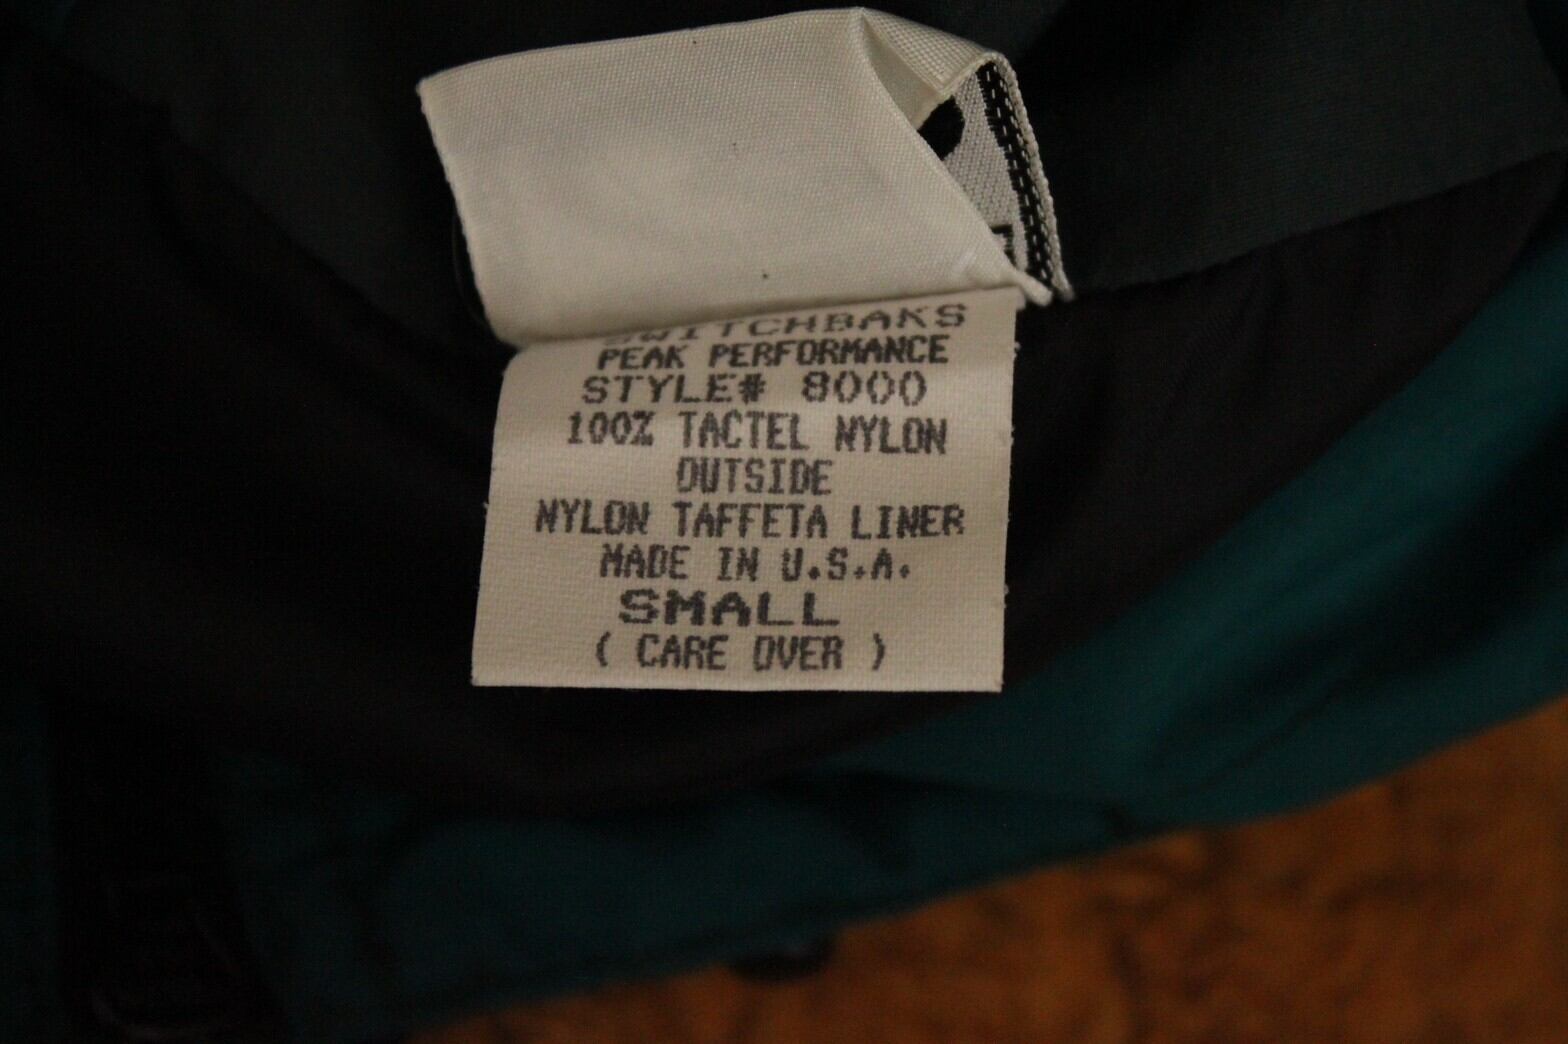 SWITCHBAKS
PEAK PERFORMANCE
STYLE# 8000
100% TACTEL NYLON
OUTSIDE
NYLON TAFFETA LINER
MADE IN U.S.A.
SMALL
( CARE OVER )